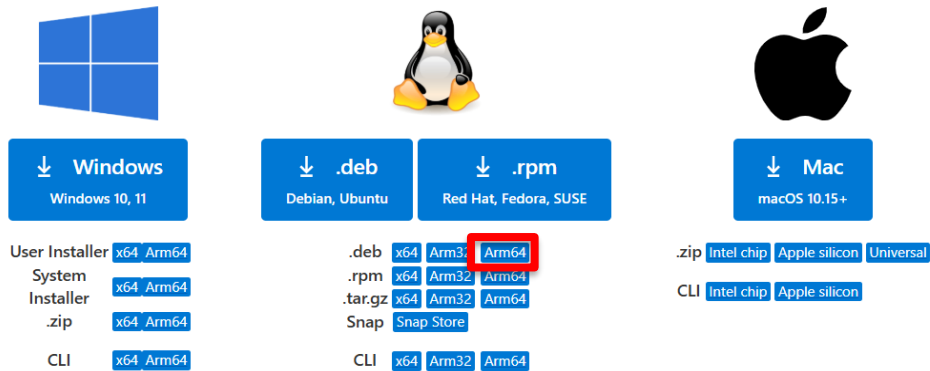 Windows
Windows 10, 11
.deb
Debian, Ubuntu
.rpm
Red Hat, Fedora, SUSE
Mac
macOS 10.15+
User Installer x64 Arm64
System
Installer x64 Arm64
.zip x64 Arm64
CLI x64 Arm64
.deb x64 Arm32 Arm64
.rpm x64 Arm32 Arm64
.tar.gz x64 Arm32 Arm64
Snap Snap Store
CLI x64 Arm32 Arm64
.zip Intel chip Apple silicon Universal
CLI Intel chip Apple silicon